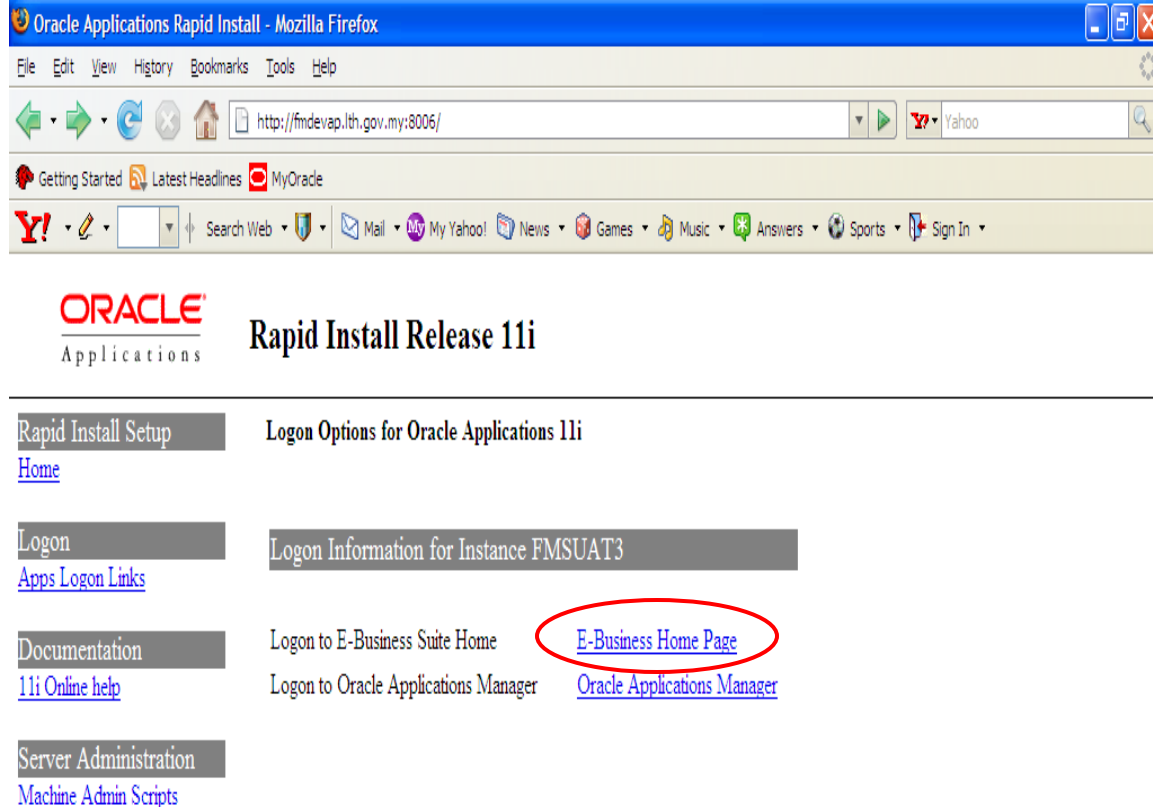 Oracle Applications Rapid Install - Mozilla Firefox
File Edit View History Bookmarks Tools Help
http://fmdevap.lth.gov.my:8006/ Yahoo
Getting Started Latest Headlines MyOracle
Y! Search Web Mail My Yahoo! News Games Music Answers Sports Sign In
ORACLE
Applications
Rapid Install Release 11i
Rapid Install Setup
Home
Logon Options for Oracle Applications 11i
Logon
Apps Logon Links
Logon Information for Instance FMSUAT3
Logon to E-Business Suite Home E-Business Home Page
Logon to Oracle Applications Manager Oracle Applications Manager
Documentation
11i Online help
Server Administration
Machine Admin Scripts